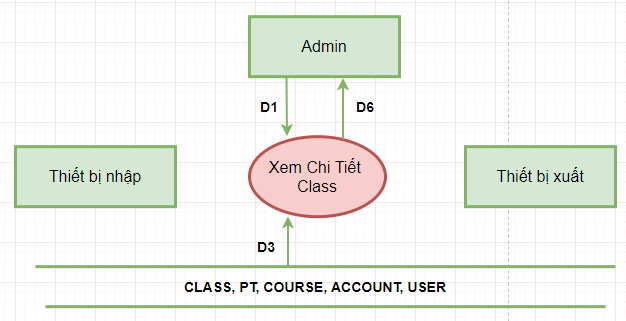 Admin
D1
D6
Thiết bị nhập
Xem Chi Tiết
Class
Thiết bị xuất
D3
CLASS, PT, COURSE, ACCOUNT, USER